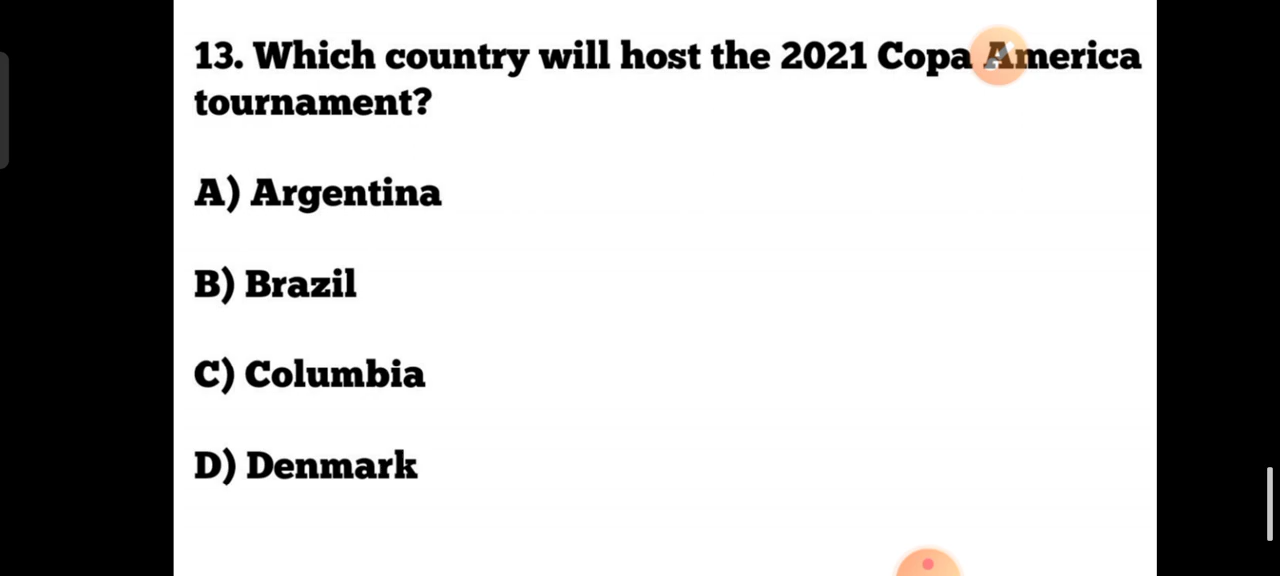 13. Which country will host the 2021 Copa America
tournament?
A) Argentina
B) Brazil
C) Columbia
D) Denmark